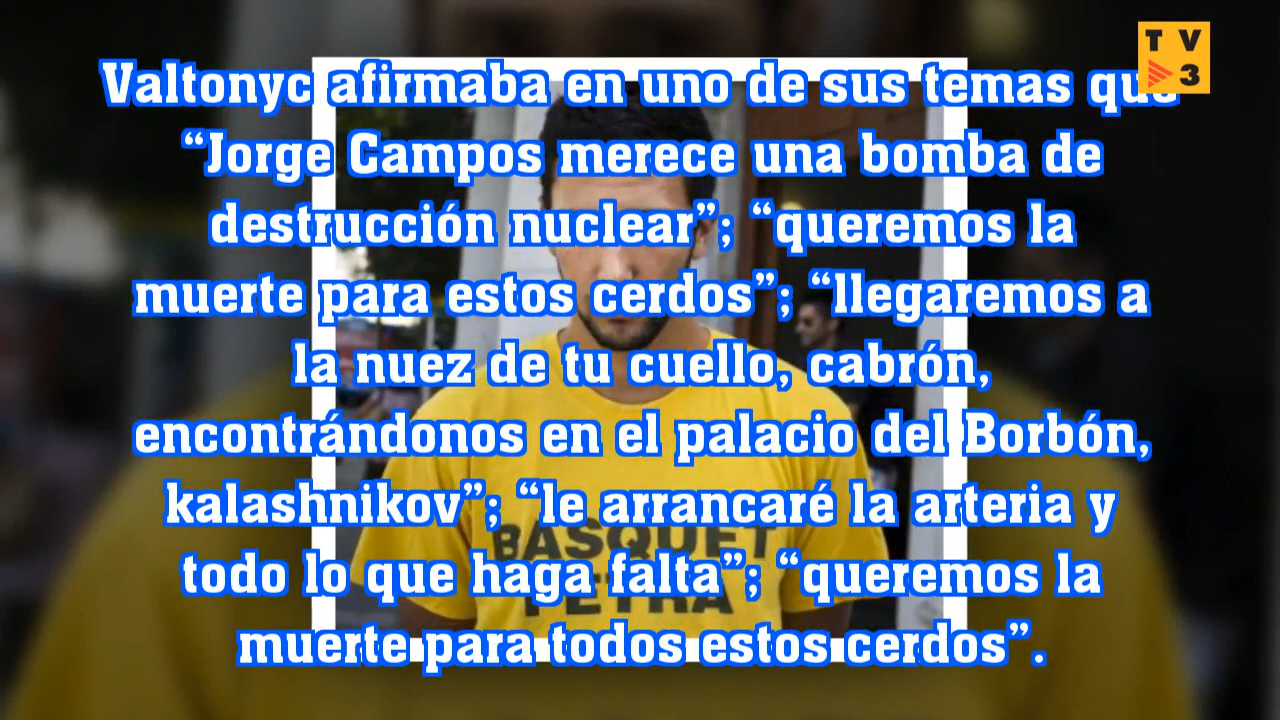 TV
3
Valtonyc afirmaba en uno de sus temas que
“Jorge Campos merece una bomba de
destrucción nuclear”; “queremos la
muerte para estos cerdos”; “llegaremos a
la nuez de tu cuello, cabrón,
encontrándonos en el palacio del Borbón,
kalashnikov”; “le arrancaré la arteria y
todo lo que haga falta”; “queremos la
muerte para todos estos cerdos”.
BÀSQUET
PETRA